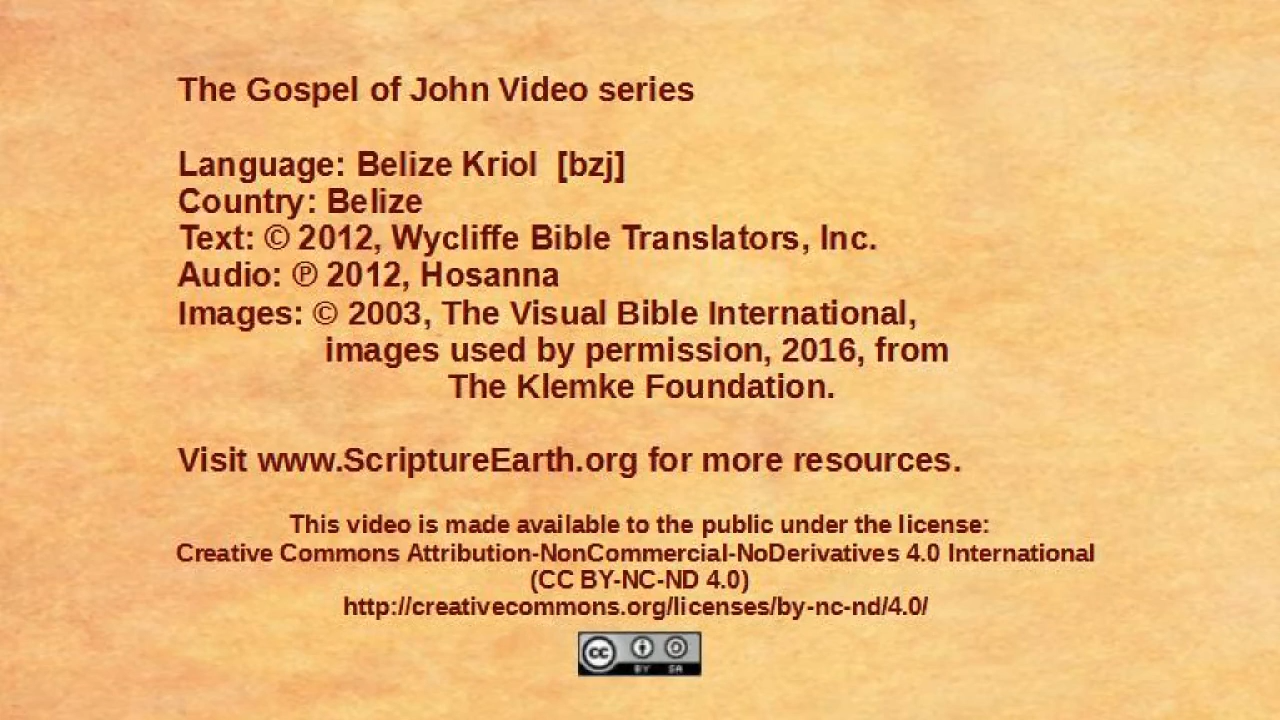 The Gospel of John Video series
Language: Belize Kriol [bzj]
Country: Belize
Text: © 2012, Wycliffe Bible Translators, Inc.
Audio: ℗ 2012, Hosanna
Images: © 2003, The Visual Bible International,
images used by permission, 2016, from
The Klemke Foundation.
Visit www.ScriptureEarth.org for more resources.
This video is made available to the public under the license:
Creative Commons Attribution-NonCommercial-NoDerivatives 4.0 International
(CC BY-NC-ND 4.0)
http://creativecommons.org/licenses/by-nc-nd/4.0/
cc
BY SA